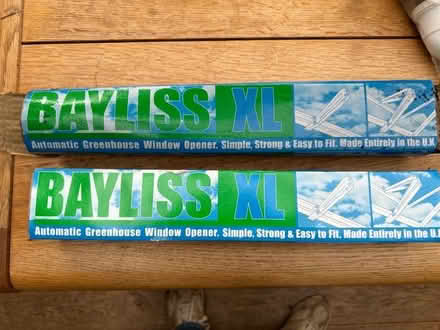 BAYLISS XL
Automatic Greenhouse Window Opener. Simple, Strong & Easy to Fit. Made Entirely in the U.K
BAYLISS XL
Automatic Greenhouse Window Opener. Simple, Strong & Easy to Fit. Made Entirely in the U.